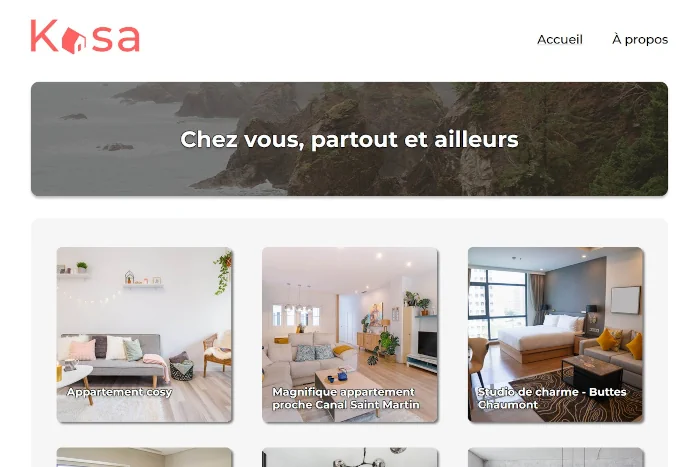 Kasa
Accueil
À propos
Chez vous, partout et ailleurs
Appartement cosy
Magnifique appartement
proche Canal Saint Martin
Studio de charme - Buttes
Chaumont